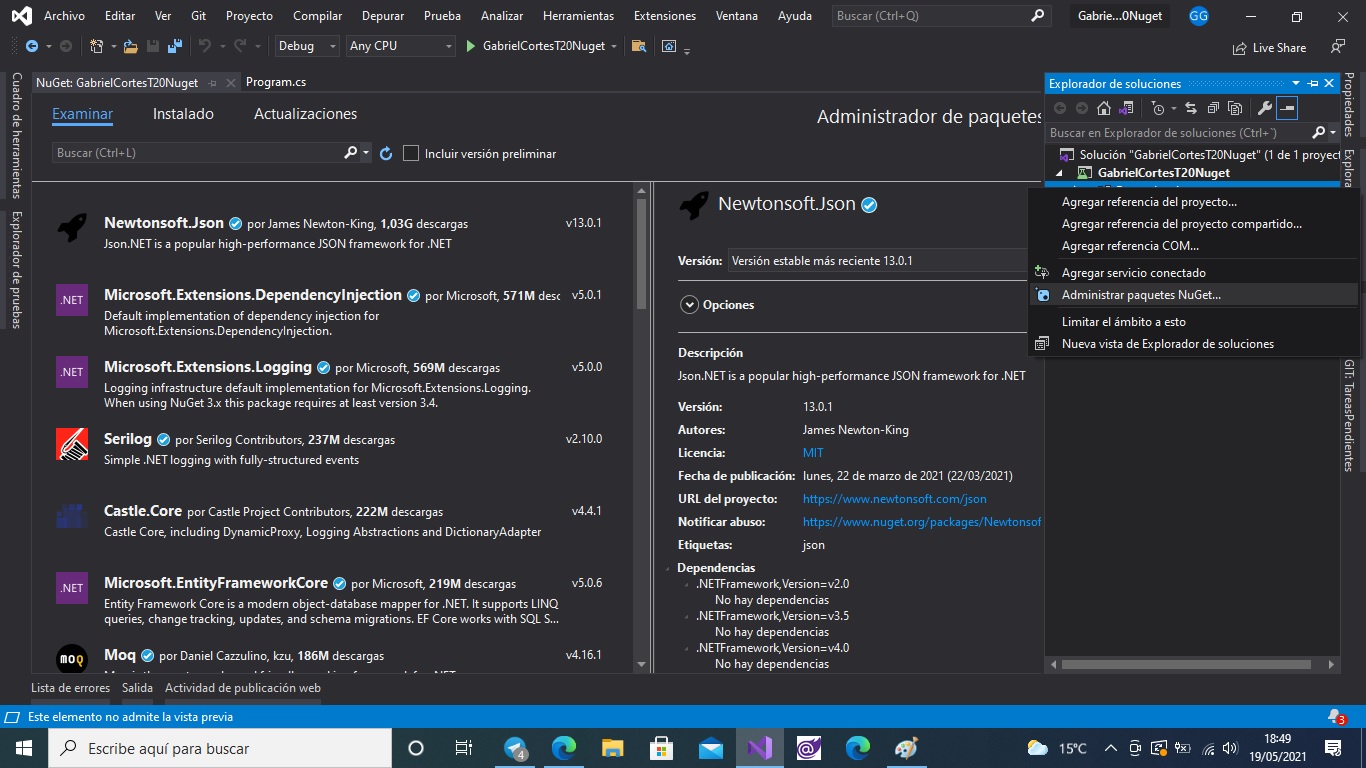 Archivo Editar Ver Git Proyecto Compilar Depurar Prueba Analizar Herramientas Extensiones Ventana Ayuda Buscar (Ctrl+Q) Gabrie...0Nuget GG
Debug Any CPU GabrielCortesT20Nuget Live Share
Cuadro de herramientas
Explorador de pruebas
NuGet: GabrielCortesT20Nuget Program.cs
Examinar Instalado Actualizaciones
Administrador de paquetes
Buscar (Ctrl+L) Incluir versión preliminar
Newtonsoft.Json por James Newton-King, 1,03G descargas v13.0.1
Json.NET is a popular high-performance JSON framework for .NET
.NET Microsoft.Extensions.DependencyInjection por Microsoft, 571M desc v5.0.1
Default implementation of dependency injection for
Microsoft.Extensions.DependencyInjection.
.NET Microsoft.Extensions.Logging por Microsoft, 569M descargas v5.0.0
Logging infrastructure default implementation for Microsoft.Extensions.Logging.
When using NuGet 3.x this package requires at least version 3.4.
Serilog por Serilog Contributors, 237M descargas v2.10.0
Simple .NET logging with fully-structured events
Castle.Core por Castle Project Contributors, 222M descargas v4.4.1
Castle Core, including DynamicProxy, Logging Abstractions and DictionaryAdapter
.NET Microsoft.EntityFrameworkCore por Microsoft, 219M descargas v5.0.6
Entity Framework Core is a modern object-database mapper for .NET. It supports LINQ
queries, change tracking, updates, and schema migrations. EF Core works with SQL S...
moq Moq por Daniel Cazzulino, kzu, 186M descargas v4.16.1
Newtonsoft.Json
Versión: Versión estable más reciente 13.0.1
Opciones
Descripción
Json.NET is a popular high-performance JSON framework for .NET
Versión: 13.0.1
Autores: James Newton-King
Licencia: MIT
Fecha de publicación: lunes, 22 de marzo de 2021 (22/03/2021)
URL del proyecto: https://www.newtonsoft.com/json
Notificar abuso: https://www.nuget.org/packages/Newtonsof
Etiquetas: json
Dependencias
.NETFramework,Version=v2.0
No hay dependencias
.NETFramework,Version=v3.5
No hay dependencias
.NETFramework,Version=v4.0
No hay dependencias
Explorador de soluciones
Buscar en Explorador de soluciones (Ctrl+`)
Solución "GabrielCortesT20Nuget" (1 de 1 proyect
GabrielCortesT20Nuget
Agregar referencia del proyecto...
Agregar referencia del proyecto compartido...
Agregar referencia COM...
Agregar servicio conectado
Administrar paquetes NuGet...
Limitar el ámbito a esto
Nueva vista de Explorador de soluciones
Propiedades
Explora
GIT: TareasPendientes
Lista de errores Salida Actividad de publicación web
Este elemento no admite la vista previa 3
Escribe aquí para buscar 4 15°C 18:49
19/05/2021